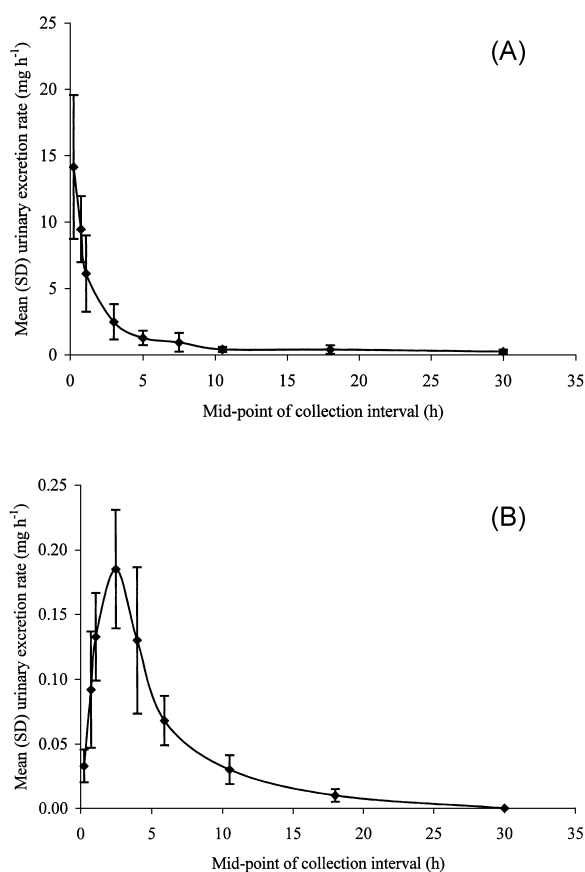 (A)
Mean (SD) urinary excretion rate (mg h⁻¹)
25
20
15
10
5
0
0 5 10 15 20 25 30 35
Mid-point of collection interval (h)
(B)
Mean (SD) urinary excretion rate (mg h⁻¹)
0.25
0.20
0.15
0.10
0.05
0.00
0 5 10 15 20 25 30 35
Mid-point of collection interval (h)